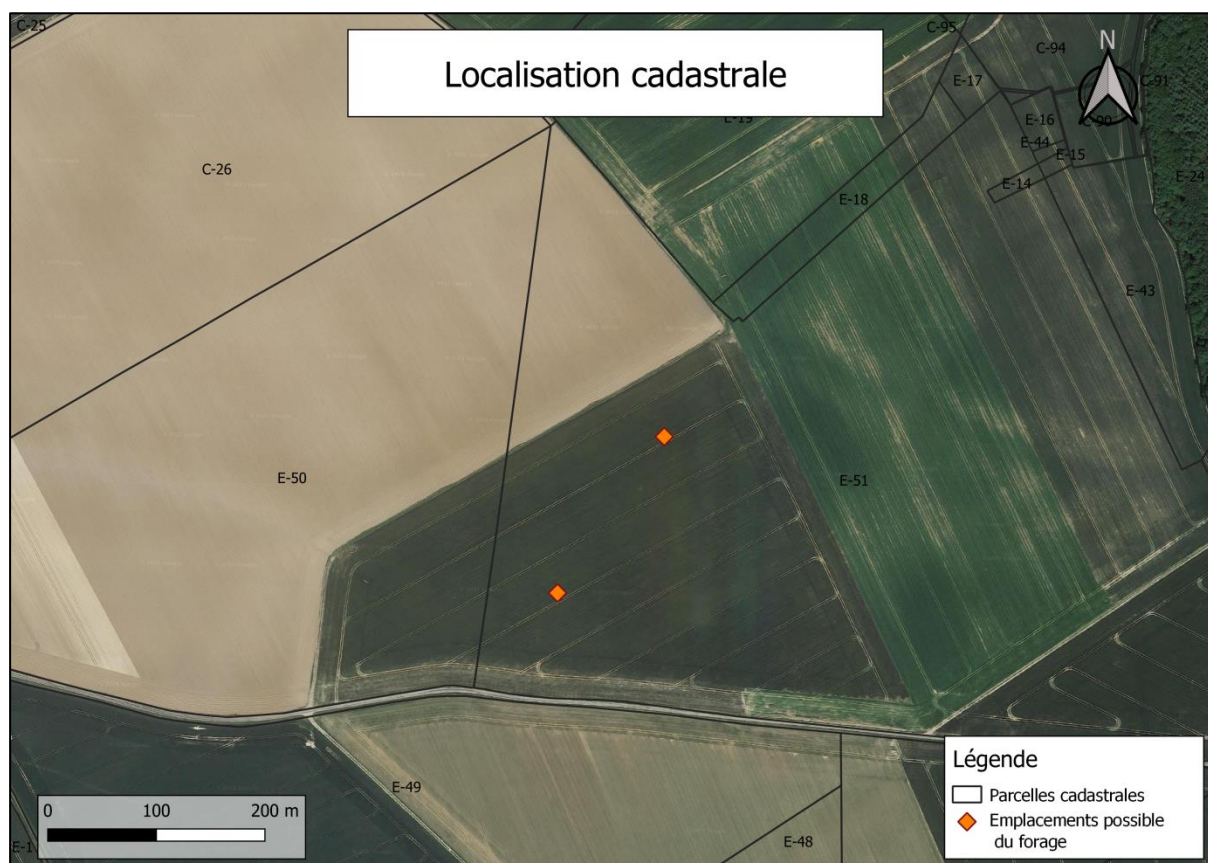 C-25
Localisation cadastrale
C-95
C-94
N
E-17
C-91
E-16
C-90
E-19
E-44
E-15
C-26
E-14
E-24
E-18
E-43
E-50
E-51
Légende
Parcelles cadastrales
Emplacements possible
du forage
E-49
0 100 200 m
E-48